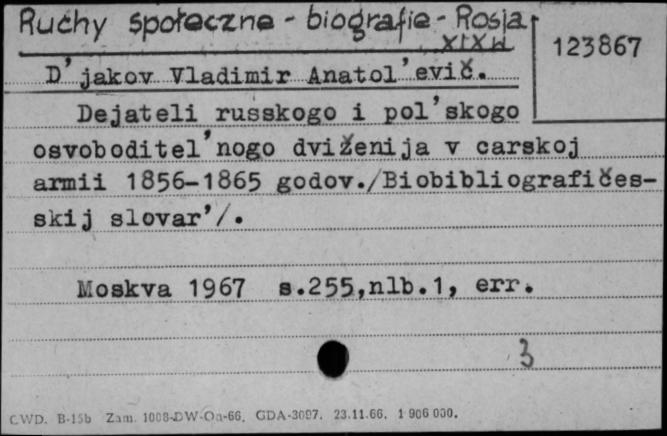 Ruchy społeczne - biografie - Rosja
XIX w
123867
D'jakov Vladimir Anatol'evič.
Dejateli russkogo i pol'skogo
osvoboditel'nogo dviženija v carskoj
armii 1856-1865 godov./Biobibliografičes-
skij slovar'/.
Moskva 1967 s.255,nlb.1, err.
3
CWD. B-15b Zam. 1008-DW-Oa-66. GDA-3097. 23.11.66. 1 906 000.